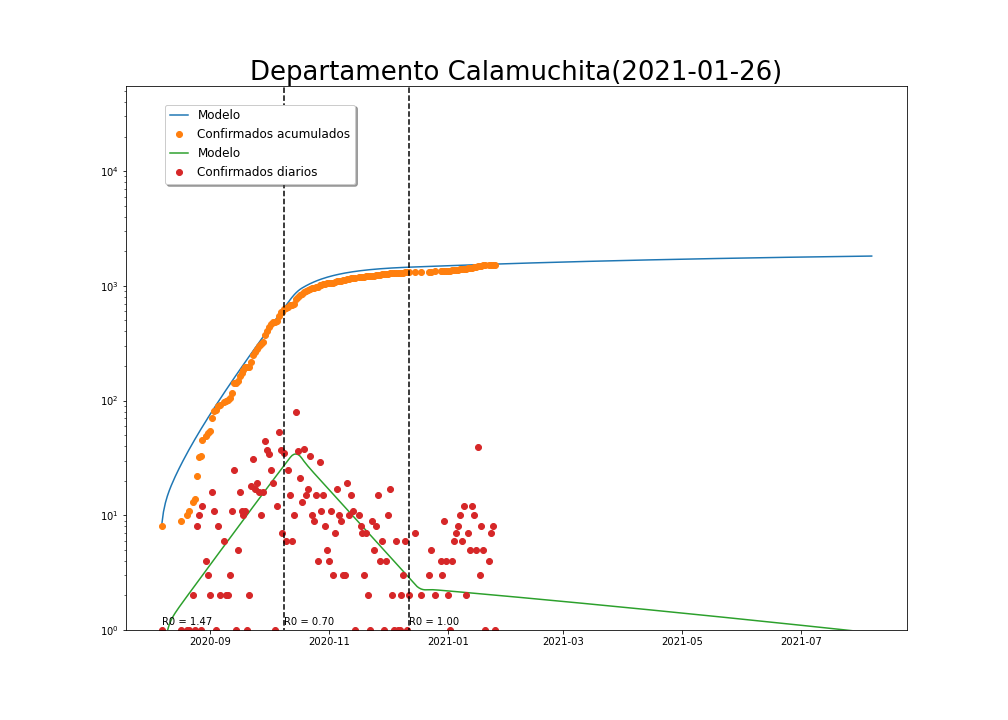 Departamento Calamuchita(2021-01-26)
Modelo
Confirmados acumulados
Modelo
Confirmados diarios
10⁴
10³
10²
10¹
10⁰
R0 = 1.47
R0 = 0.70
R0 = 1.00
2020-09
2020-11
2021-01
2021-03
2021-05
2021-07